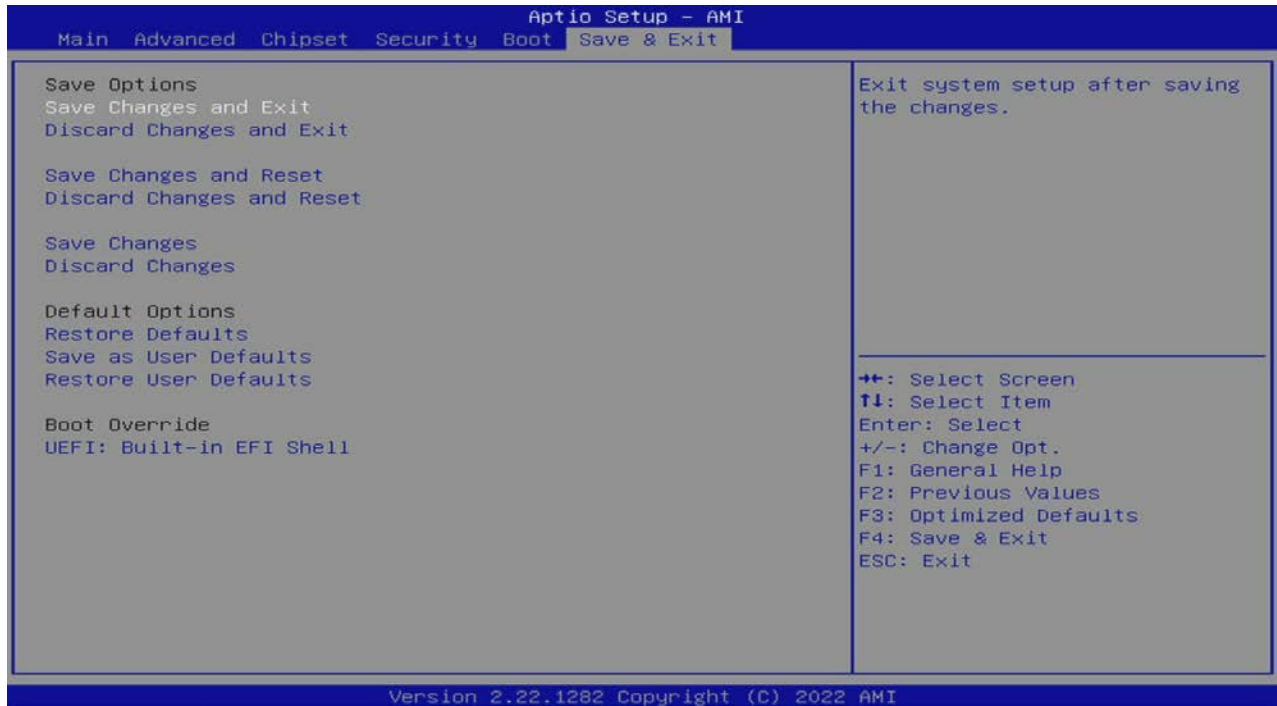 Aptio Setup – AMI
Main Advanced Chipset Security Boot Save & Exit
Save Options
Save Changes and Exit
Discard Changes and Exit
Save Changes and Reset
Discard Changes and Reset
Save Changes
Discard Changes
Default Options
Restore Defaults
Save as User Defaults
Restore User Defaults
Boot Override
UEFI: Built-in EFI Shell
Exit system setup after saving
the changes.
→←: Select Screen
↑↓: Select Item
Enter: Select
+/-: Change Opt.
F1: General Help
F2: Previous Values
F3: Optimized Defaults
F4: Save & Exit
ESC: Exit
Version 2.22.1282 Copyright (C) 2022 AMI